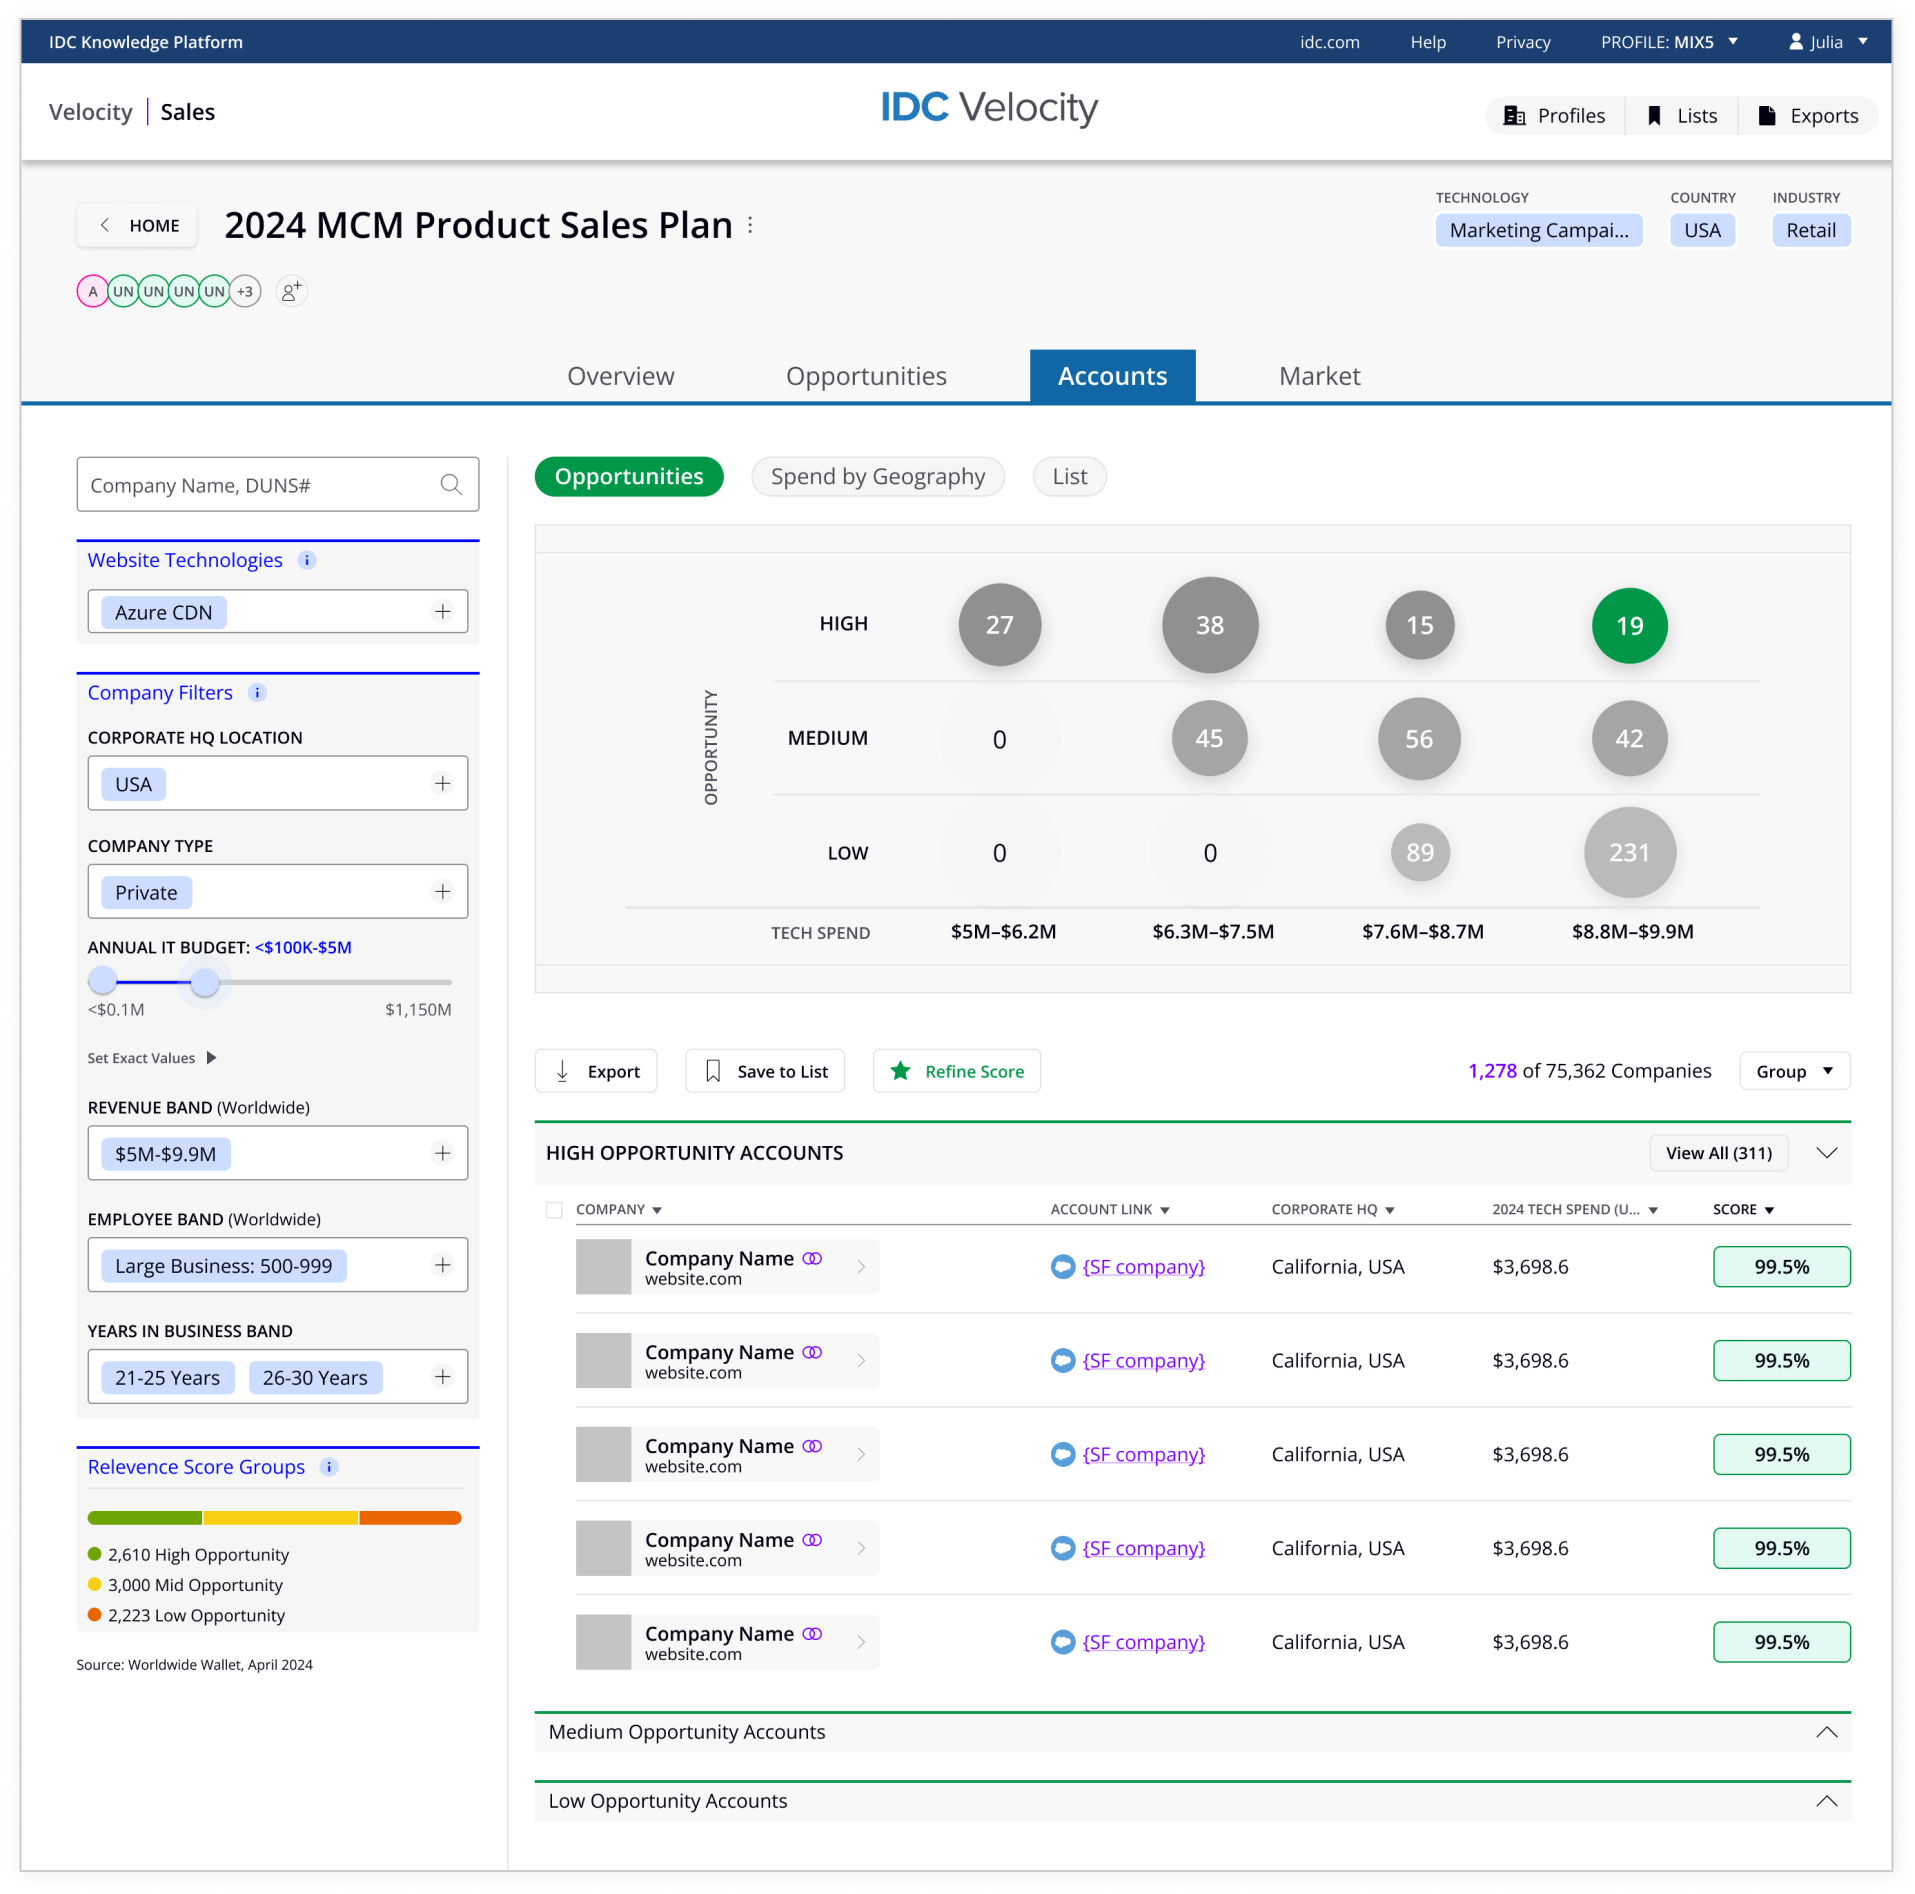 IDC Knowledge Platform
idc.com Help Privacy PROFILE: MIX5 Julia
Velocity Sales
IDC Velocity
Profiles Lists Exports
HOME
2024 MCM Product Sales Plan
TECHNOLOGY COUNTRY INDUSTRY
Marketing Campai... USA Retail
A UN UN UN UN +3
Overview Opportunities Accounts Market
Company Name, DUNS#
Website Technologies i
Azure CDN
Company Filters i
CORPORATE HQ LOCATION
USA
COMPANY TYPE
Private
ANNUAL IT BUDGET: <$100K-$5M
<$0.1M $1,150M
Set Exact Values
REVENUE BAND (Worldwide)
$5M-$9.9M
EMPLOYEE BAND (Worldwide)
Large Business: 500-999
YEARS IN BUSINESS BAND
21-25 Years 26-30 Years
Relevence Score Groups i
2,610 High Opportunity
3,000 Mid Opportunity
2,223 Low Opportunity
Source: Worldwide Wallet, April 2024
Opportunities Spend by Geography List
OPPORTUNITY
HIGH 27 38 15 19
MEDIUM 0 45 56 42
LOW 0 0 89 231
TECH SPEND $5M–$6.2M $6.3M–$7.5M $7.6M–$8.7M $8.8M–$9.9M
Export Save to List Refine Score 1,278 of 75,362 Companies Group
HIGH OPPORTUNITY ACCOUNTS View All (311)
COMPANY ACCOUNT LINK CORPORATE HQ 2024 TECH SPEND (U... SCORE
Company Name {SF company} California, USA $3,698.6 99.5%
website.com
Company Name {SF company} California, USA $3,698.6 99.5%
website.com
Company Name {SF company} California, USA $3,698.6 99.5%
website.com
Company Name {SF company} California, USA $3,698.6 99.5%
website.com
Company Name {SF company} California, USA $3,698.6 99.5%
website.com
Medium Opportunity Accounts
Low Opportunity Accounts